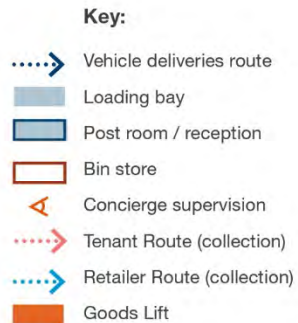 Key:
Vehicle deliveries route
Loading bay
Post room / reception
Bin store
Concierge supervision
Tenant Route (collection)
Retailer Route (collection)
Goods Lift